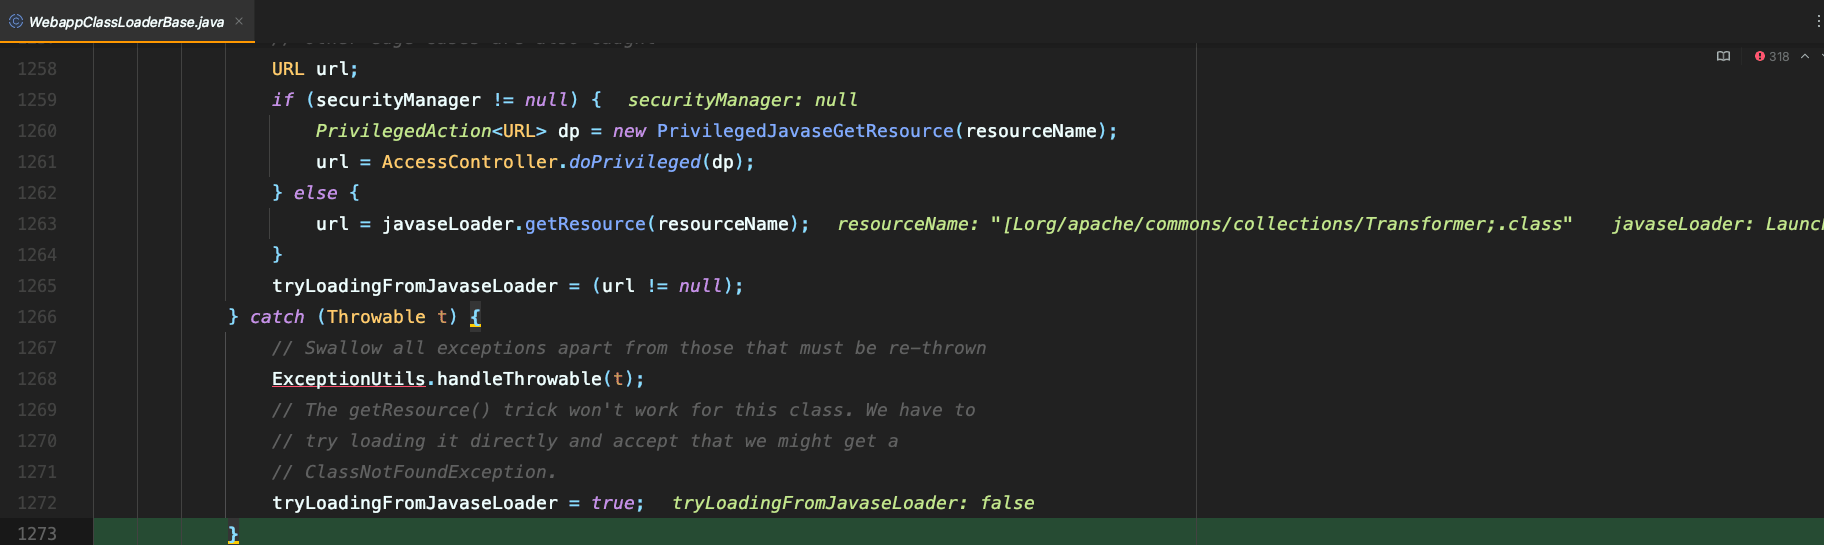 WebappClassLoaderBase.java
318
1258 URL url;
1259 if (securityManager != null) { securityManager: null
1260 PrivilegedAction<URL> dp = new PrivilegedJavaseGetResource(resourceName);
1261 url = AccessController.doPrivileged(dp);
1262 } else {
1263 url = javaseLoader.getResource(resourceName); resourceName: "[Lorg/apache/commons/collections/Transformer;.class" javaseLoader:
1264 }
1265 tryLoadingFromJavaseLoader = (url != null);
1266 } catch (Throwable t) {
1267 // Swallow all exceptions apart from those that must be re-thrown
1268 ExceptionUtils.handleThrowable(t);
1269 // The getResource() trick won't work for this class. We have to
1270 // try loading it directly and accept that we might get a
1271 // ClassNotFoundException.
1272 tryLoadingFromJavaseLoader = true; tryLoadingFromJavaseLoader: false
1273 }